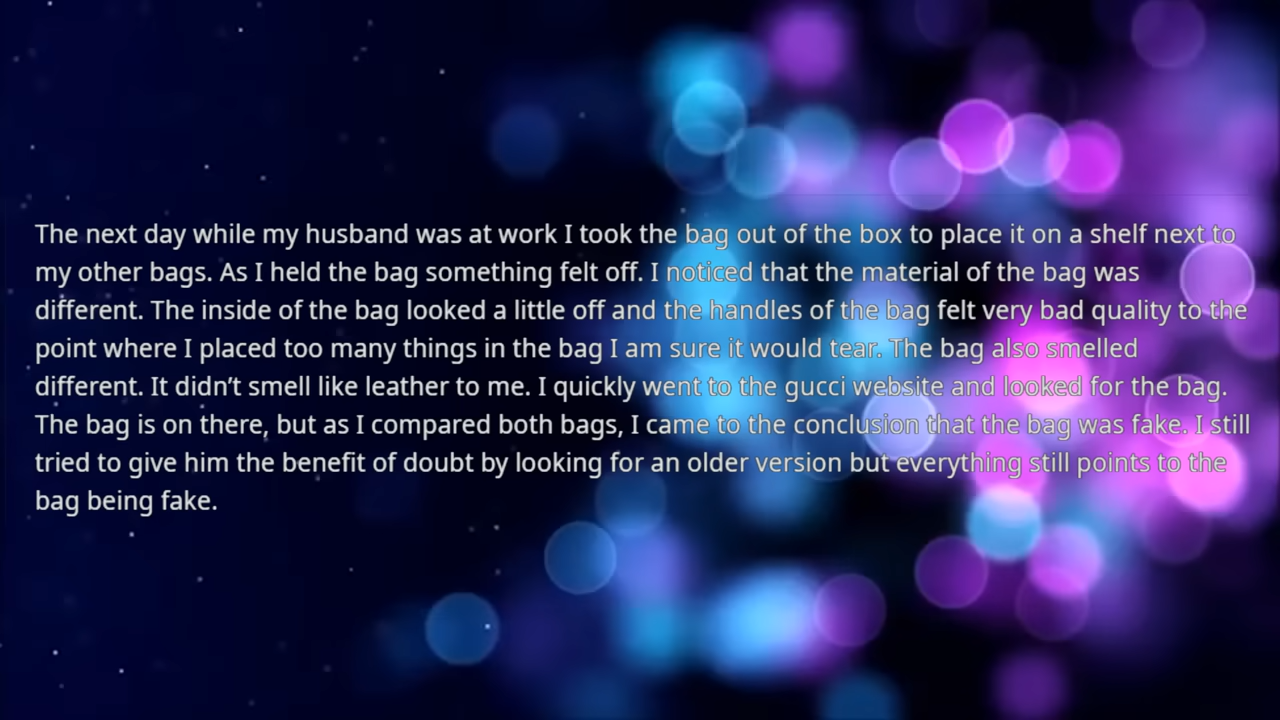 The next day while my husband was at work I took the bag out of the box to place it on a shelf next to
my other bags. As I held the bag something felt off. I noticed that the material of the bag was
different. The inside of the bag looked a little off and the handles of the bag felt very bad quality to the
point where I placed too many things in the bag I am sure it would tear. The bag also smelled
different. It didn’t smell like leather to me. I quickly went to the gucci website and looked for the bag.
The bag is on there, but as I compared both bags, I came to the conclusion that the bag was fake. I still
tried to give him the benefit of doubt by looking for an older version but everything still points to the
bag being fake.